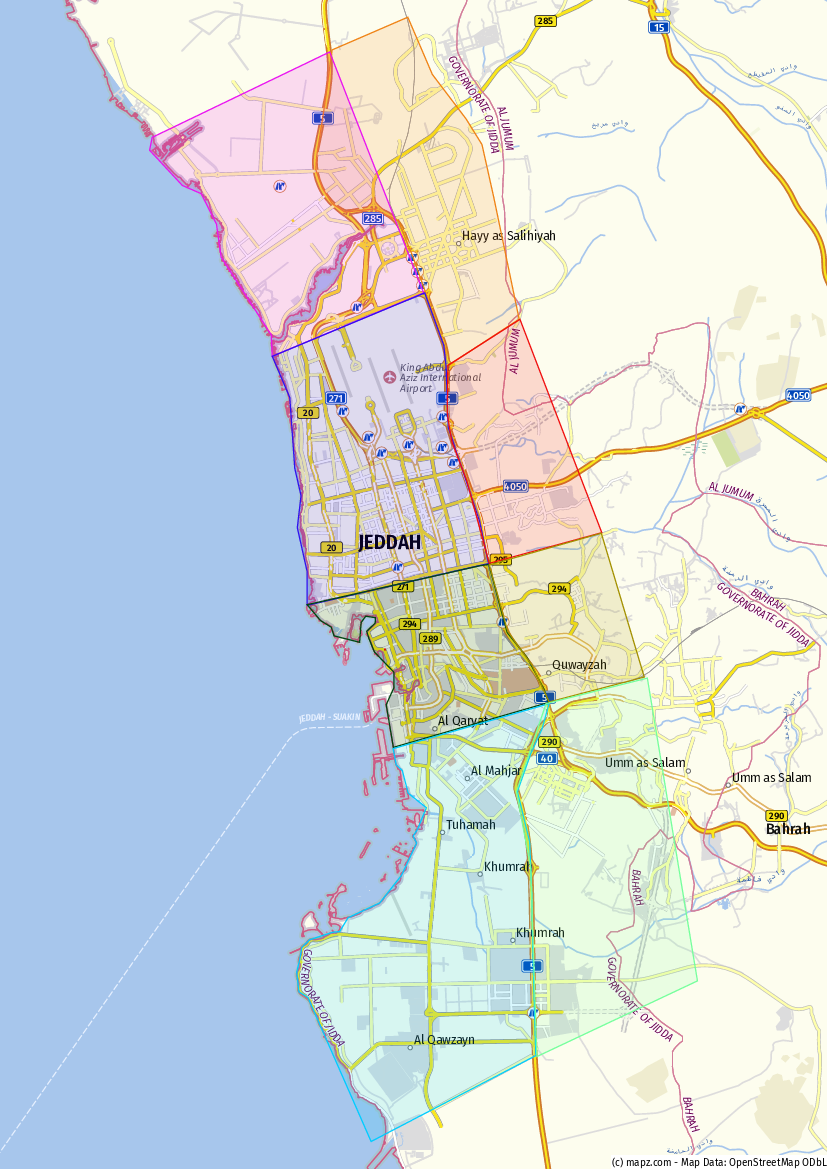 285
15
GOVERNORATE OF JIDDA
AL JUMUM
5
285
Hayy as Salihiyah
AL JUMUM
King Abdul
Aziz International
Airport
271
20
5
4050
4050
AL JUMUM
20
JEDDAH
295
271
294
294
289
BAHRAH
GOVERNORATE OF JIDDA
Quwayzah
5
JEDDAH - SUAKIN
Al Qaryat
290
40
Umm as Salam
Al Mahjar
Umm as Salam
290
Bahrah
Tuhamah
Khumrah
BAHRAH
وادي فاطمة
Khumrah
5
GOVERNORATE OF JIDDA
GOVERNORATE OF JIDDA
Al Qawzayn
BAHRAH
(c) mapz.com - Map Data: OpenStreetMap ODbL